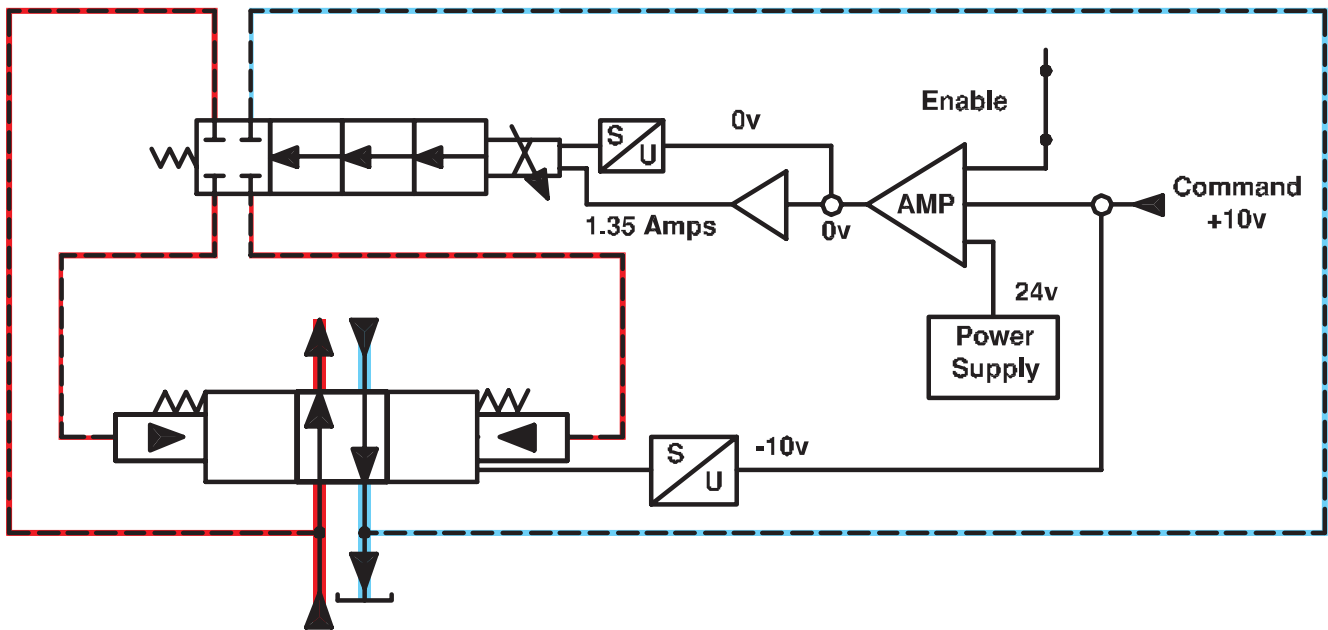 Enable
S
U
0v
Command
+10v
AMP
1.35 Amps
0v
24v
Power
Supply
S
U
-10v